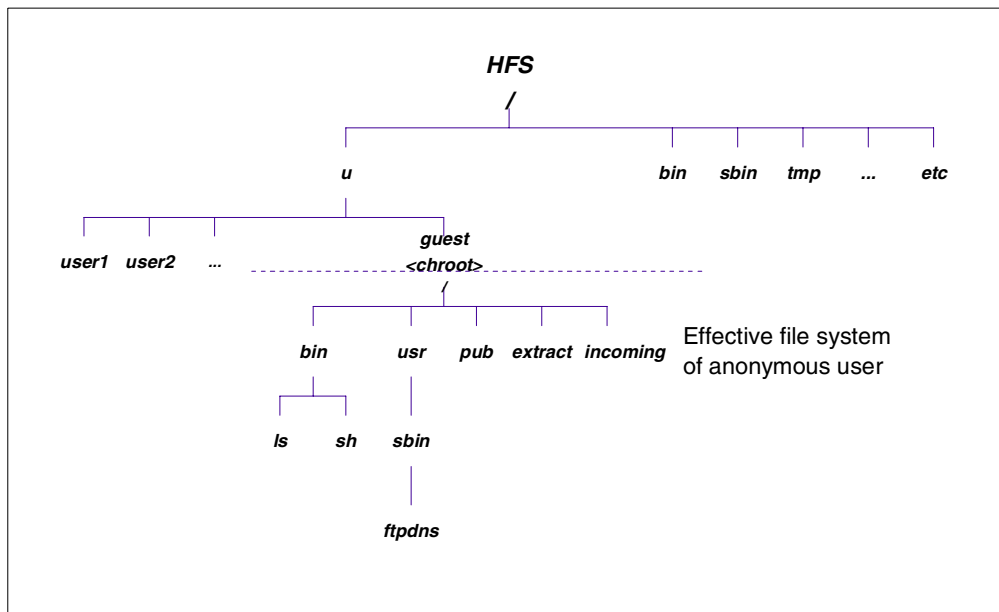 HFS
/
u bin sbin tmp ... etc
user1 user2 ... guest
<chroot>
/
bin usr pub extract incoming
Effective file system
of anonymous user
ls sh sbin
ftpdns